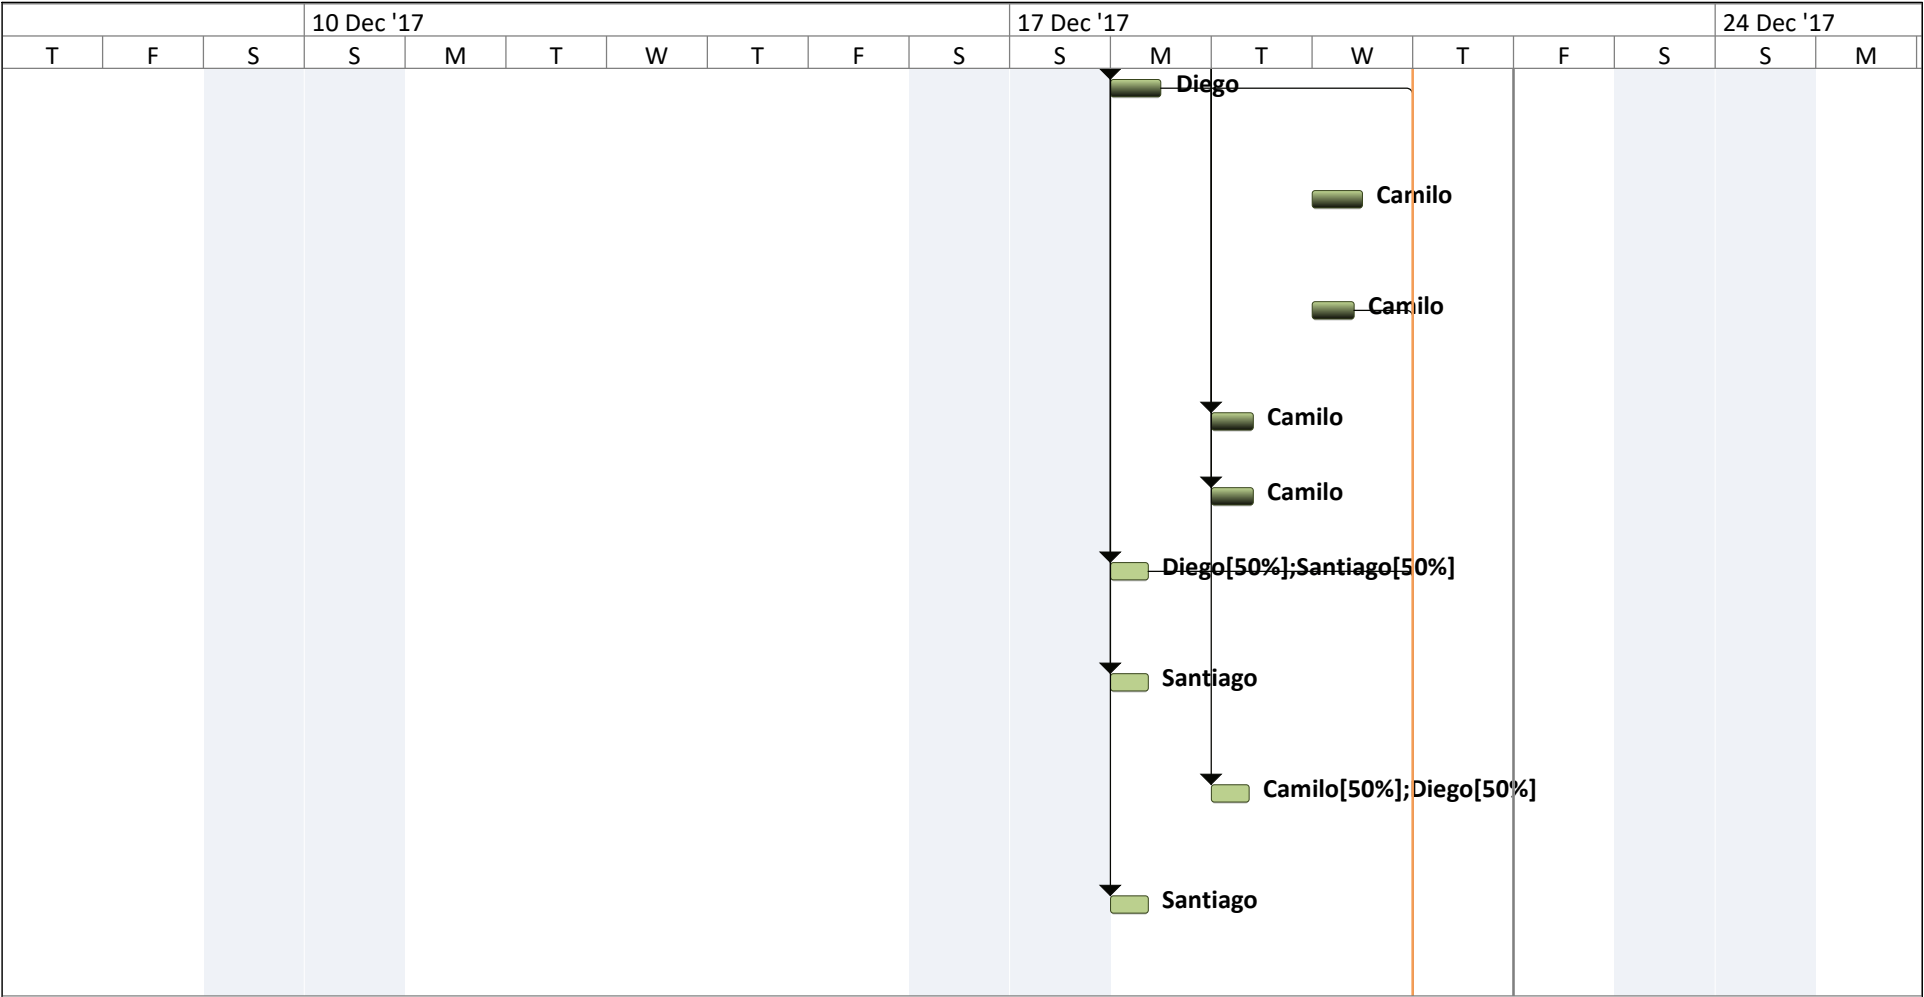 10 Dec '17 17 Dec '17 24 Dec '17
T F S S M T W T F S S M T W T F S S M
Diego
Camilo
Camilo
Camilo
Camilo
Diego[50%];Santiago[50%]
Santiago
Camilo[50%];Diego[50%]
Santiago